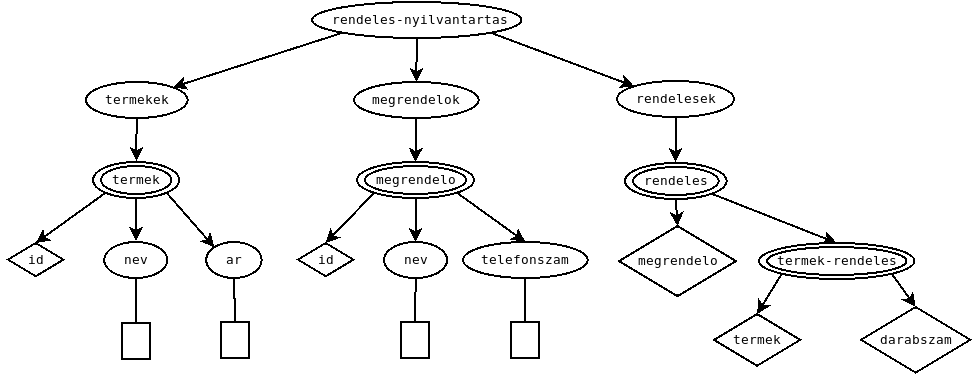 rendeles-nyilvantartas
termekek
megrendelok
rendelesek
termek
megrendelo
rendeles
id
nev
ar
id
nev
telefonszam
megrendelo
termek-rendeles
termek
darabszam